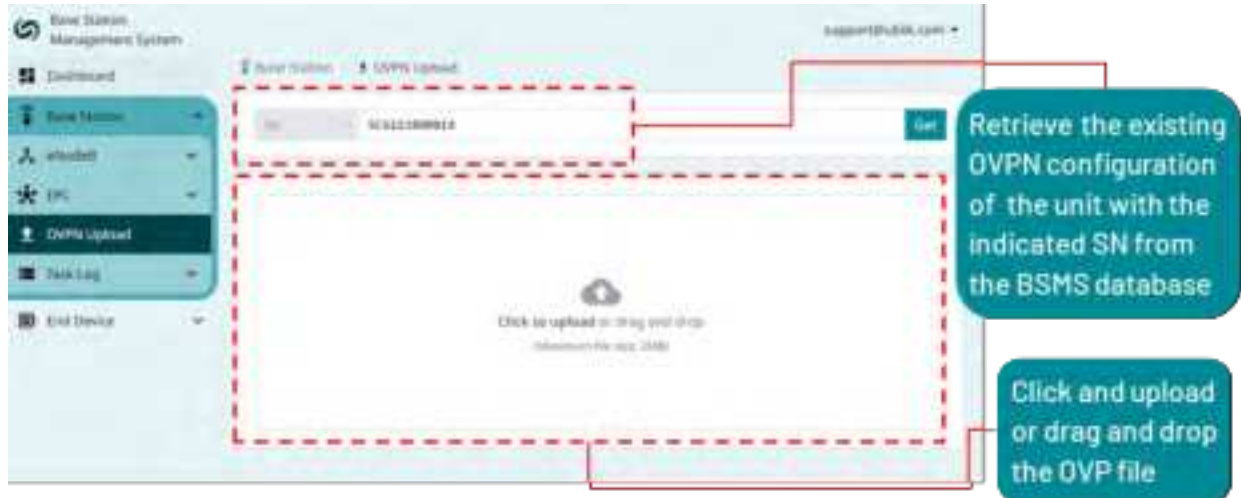 Base Station
Management System
Dashboard
Base Station
EPC
OVPN Upload
Task Log
End Device
Base Station
OVPN Upload
Get
Click to upload or drag and drop
Retrieve the existing
OVPN configuration
of the unit with the
indicated SN from
the BSMS database
Click and upload
or drag and drop
the OVP file